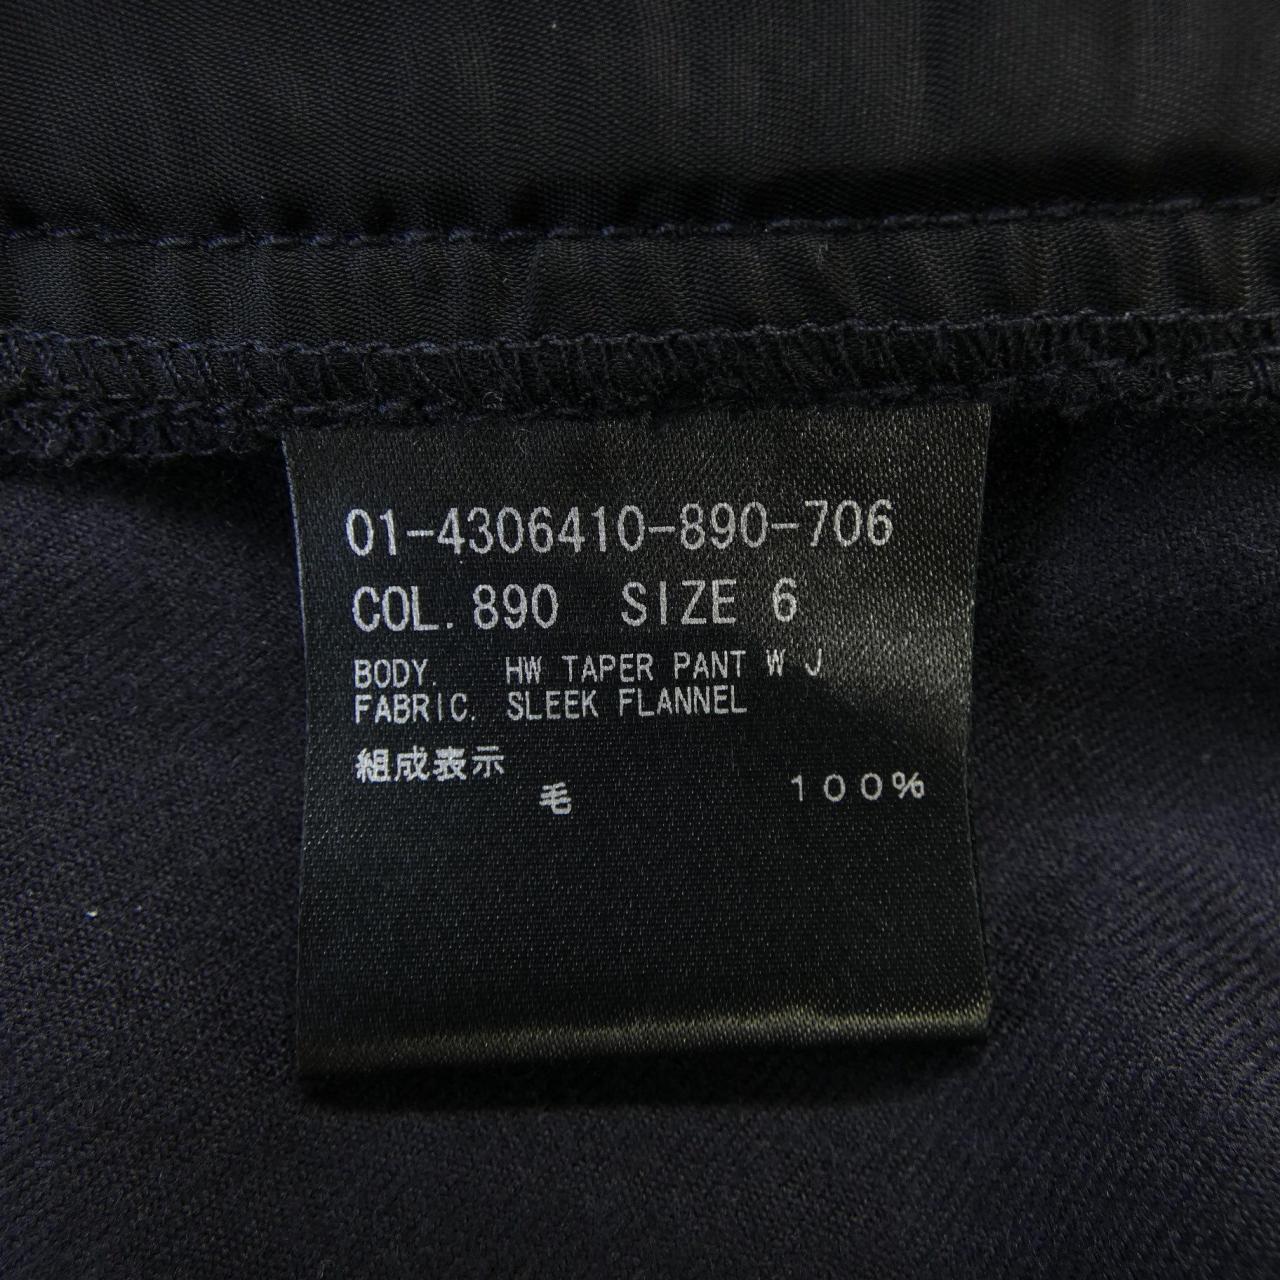 01-4306410-890-706
COL. 890 SIZE 6
BODY. HW TAPER PANT W J
FABRIC. SLEEK FLANNEL
組成表示
毛 100%